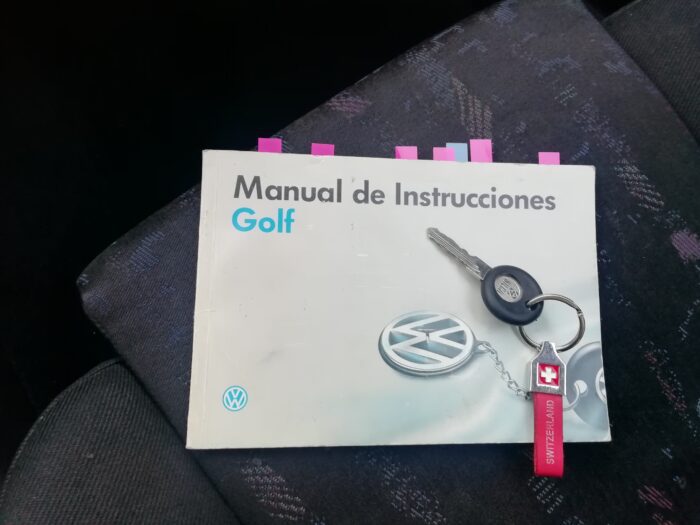 Manual de Instrucciones
Golf
SWITZERLAND